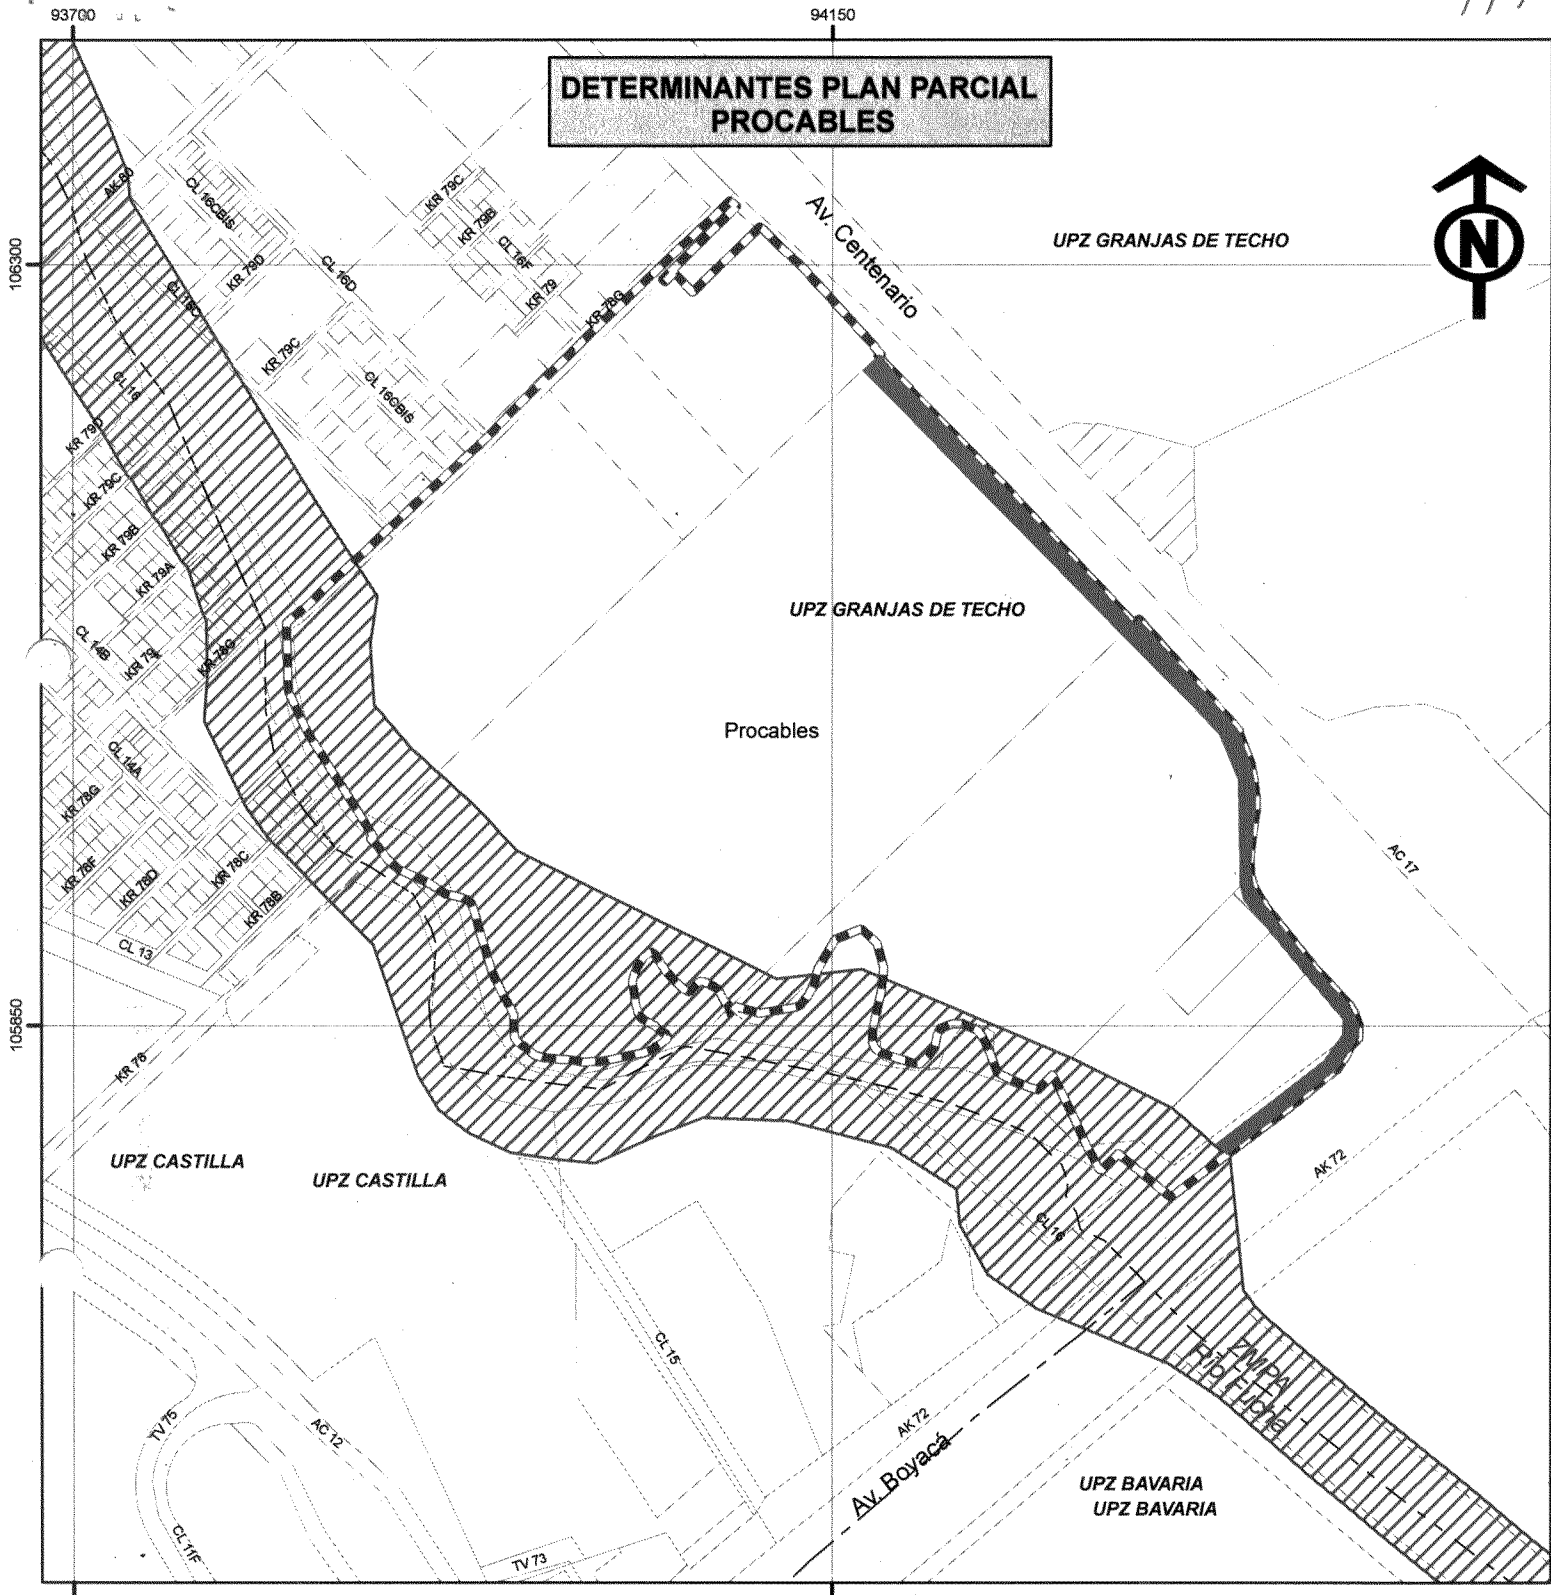 93700
94150
DETERMINANTES PLAN PARCIAL
PROCABLES
106300
105850
N
AK 80
CL 16CBIS
KR 79C
KR 79B
CL 16F
KR 79
KR 79D
CL 16D
CL 16C
KR 78G
Av. Centenario
UPZ GRANJAS DE TECHO
KR 79C
CL 16CBIS
CL 16
KR 79D
KR 79C
KR 79B
KR 79A
CL 14B
KR 79
KR 78G
UPZ GRANJAS DE TECHO
Procables
CL 14A
KR 78G
KR 78F
KR 78D
KR 78C
KR 78B
CL 13
KR 78
AC 17
UPZ CASTILLA
UPZ CASTILLA
AK 72
CL 16
CL 15
ZMPA
Río Fucha
TV 75
AC 12
AK 72
Av. Boyacá
UPZ BAVARIA
UPZ BAVARIA
CL 11F
TV 73